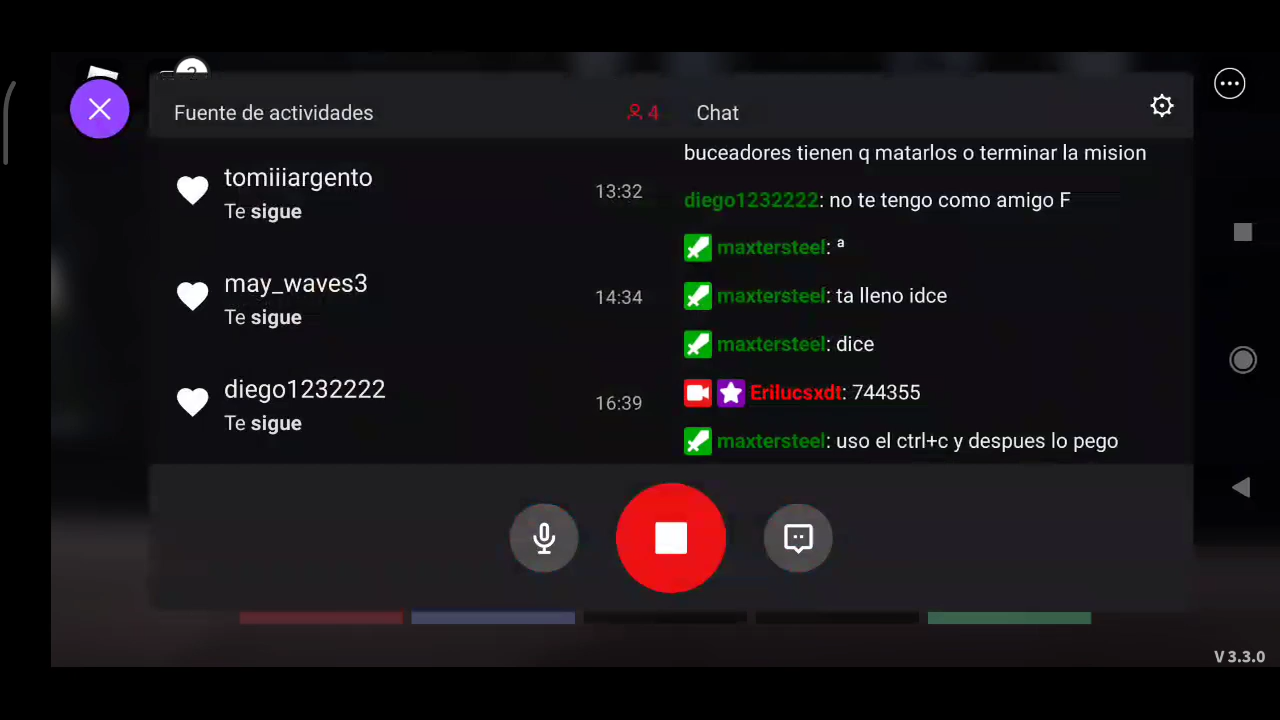 Fuente de actividades
4
Chat
tomiiiargento
Te sigue
13:32
may_waves3
Te sigue
14:34
diego1232222
Te sigue
16:39
buceadores tienen q matarlos o terminar la mision
diego1232222: no te tengo como amigo F
maxtersteel: ª
maxtersteel: ta lleno idce
maxtersteel: dice
Erilucsxdt: 744355
maxtersteel: uso el ctrl+c y despues lo pego
V 3.3.0